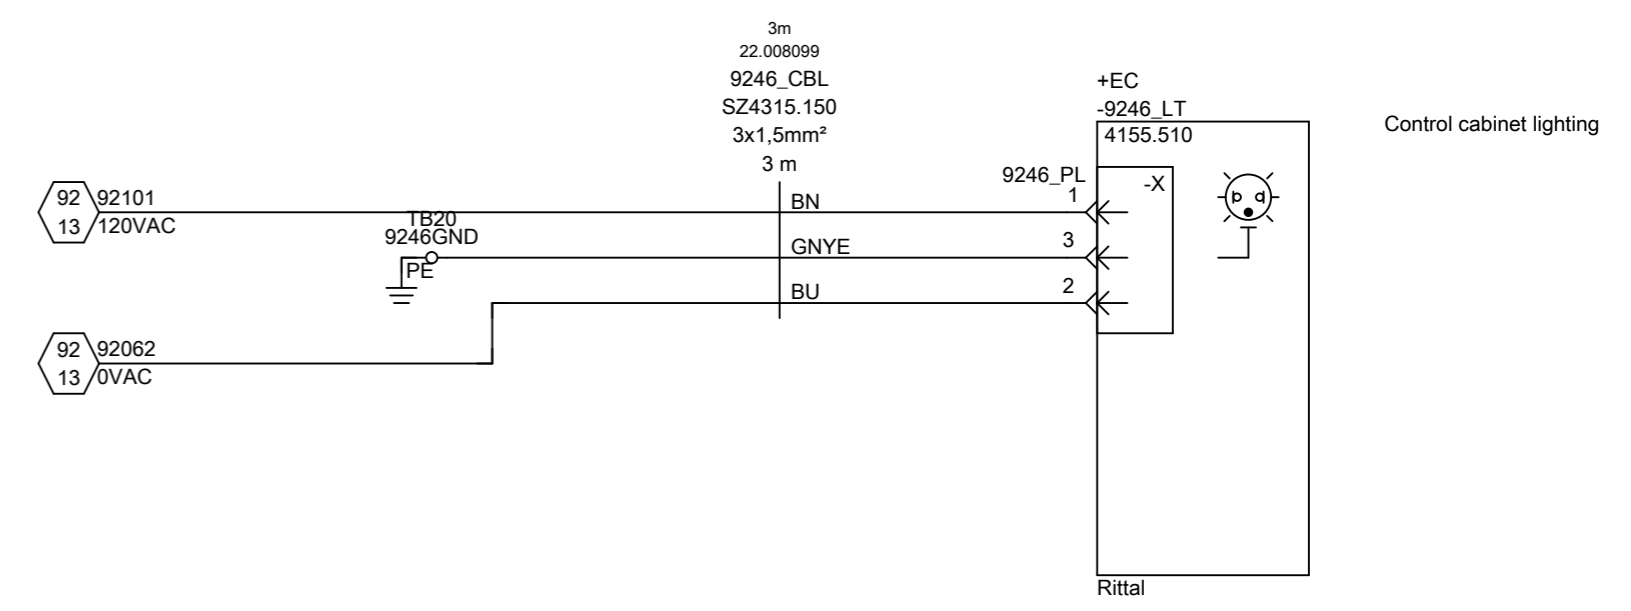 3m
22.008099
9246_CBL
SZ4315.150
3x1,5mm²
3 m
+EC
-9246_LT
4155.510
Control cabinet lighting
9246_PL
-X
92
13
92101
120VAC
BN
1
TB20
9246GND
PE
GNYE
3
BU
2
92
13
92062
0VAC
Rittal